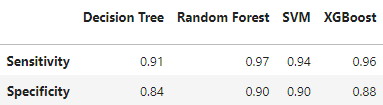 Decision Tree Random Forest SVM XGBoost
Sensitivity 0.91 0.97 0.94 0.96
Specificity 0.84 0.90 0.90 0.88